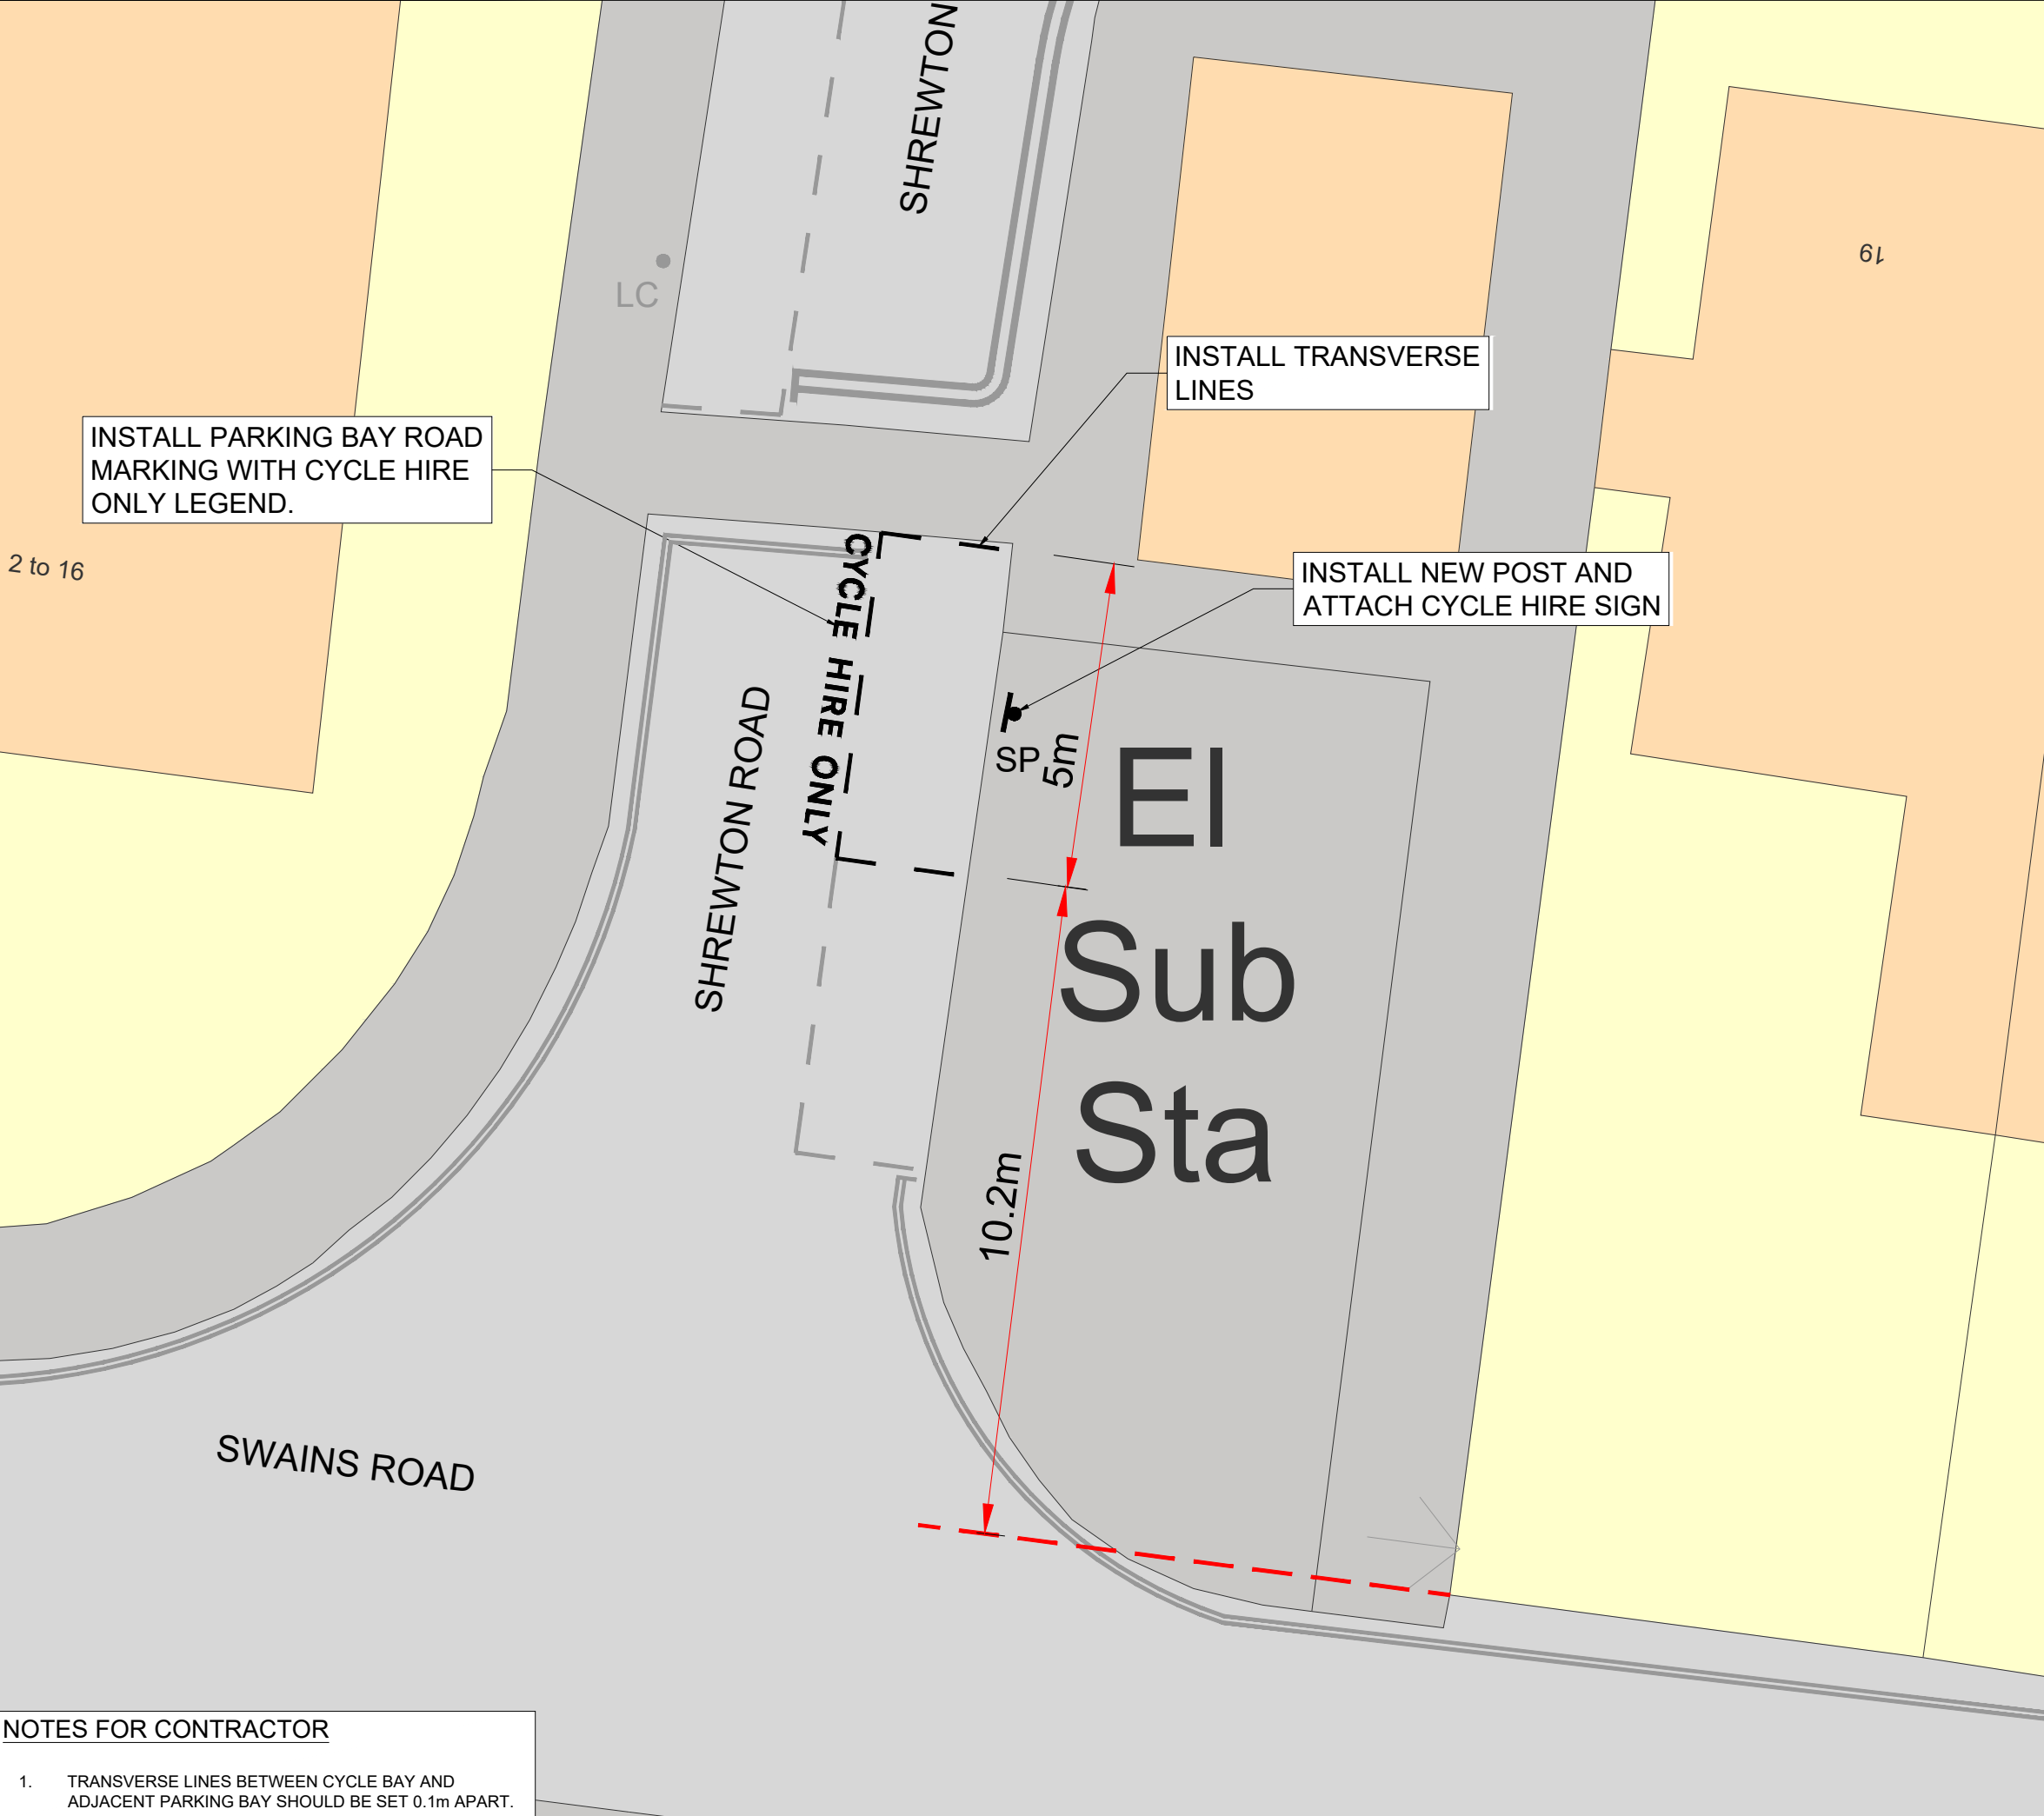 SHREWTON
LC
19
INSTALL TRANSVERSE
LINES
INSTALL PARKING BAY ROAD
MARKING WITH CYCLE HIRE
ONLY LEGEND.
2 to 16
CYCLE HIRE ONLY
INSTALL NEW POST AND
ATTACH CYCLE HIRE SIGN
SHREWTON ROAD
SP
5m
El
Sub
Sta
10.2m
SWAINS ROAD
NOTES FOR CONTRACTOR
1. TRANSVERSE LINES BETWEEN CYCLE BAY AND
ADJACENT PARKING BAY SHOULD BE SET 0.1m APART.